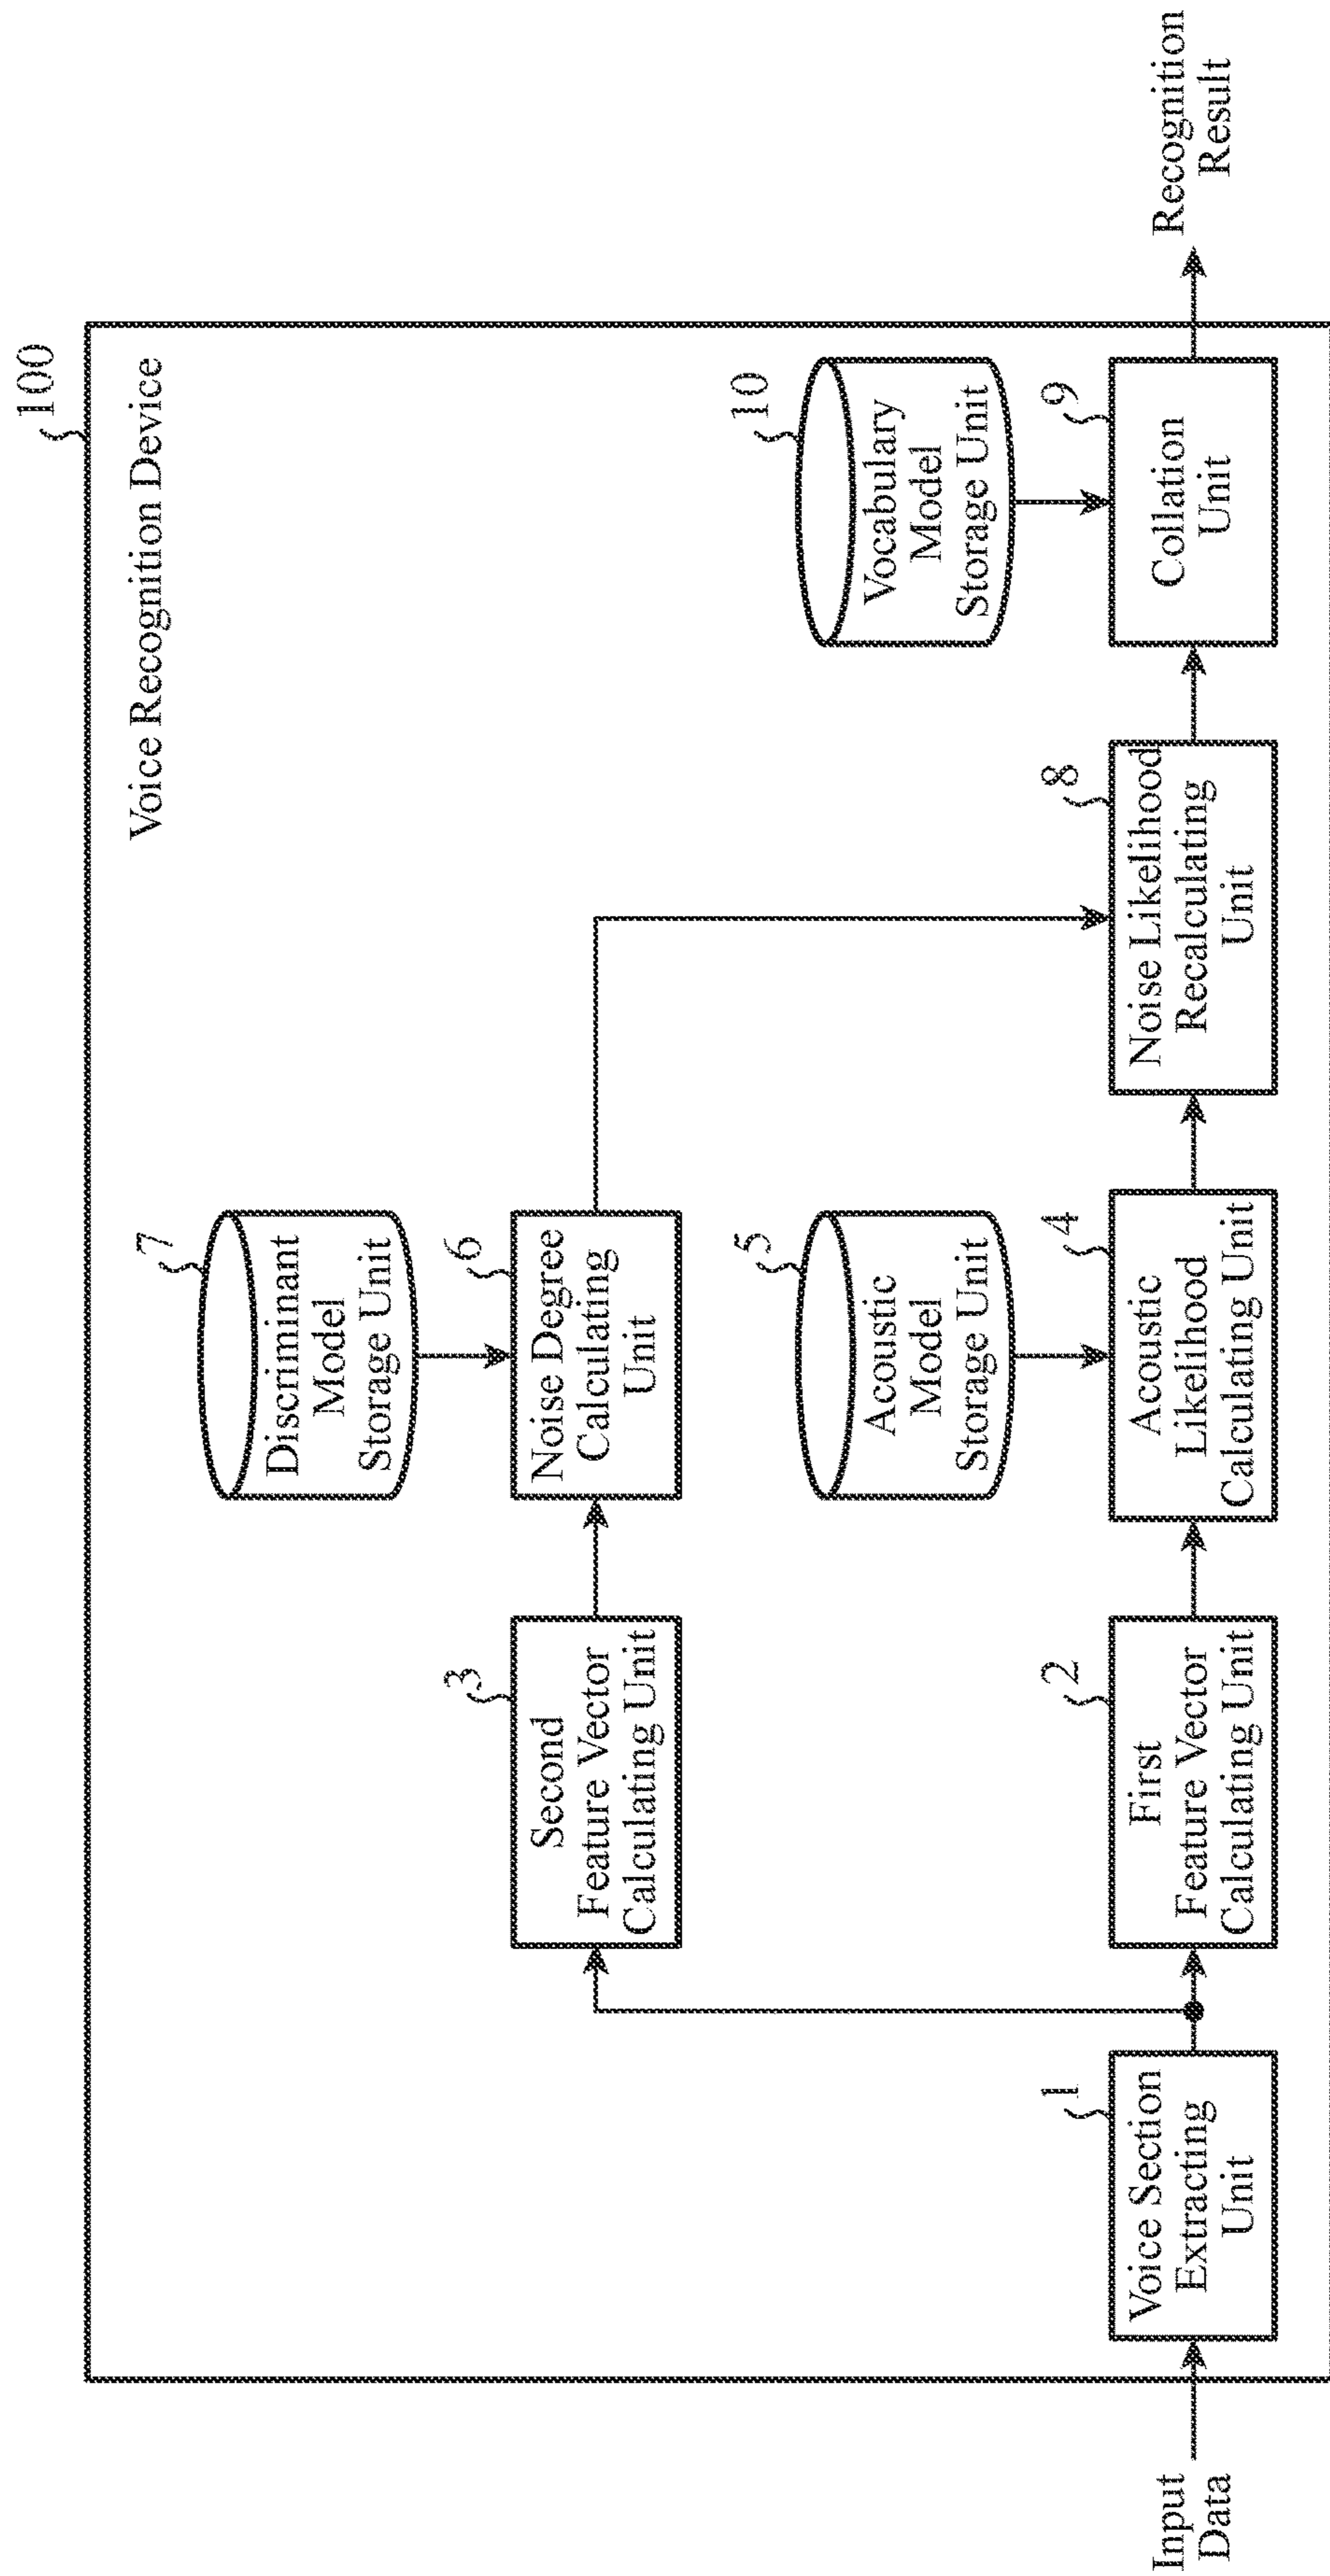 100
Voice Recognition Device
7
Discriminant
Model
Storage Unit
3
Second
Feature Vector
Calculating Unit
6
Noise Degree
Calculating
Unit
5
Acoustic
Model
Storage Unit
10
Vocabulary
Model
Storage Unit
Input
Data
1
Voice Section
Extracting
Unit
2
First
Feature Vector
Calculating Unit
4
Acoustic
Likelihood
Calculating Unit
8
Noise Likelihood
Recalculating
Unit
9
Collation
Unit
Recognition
Result